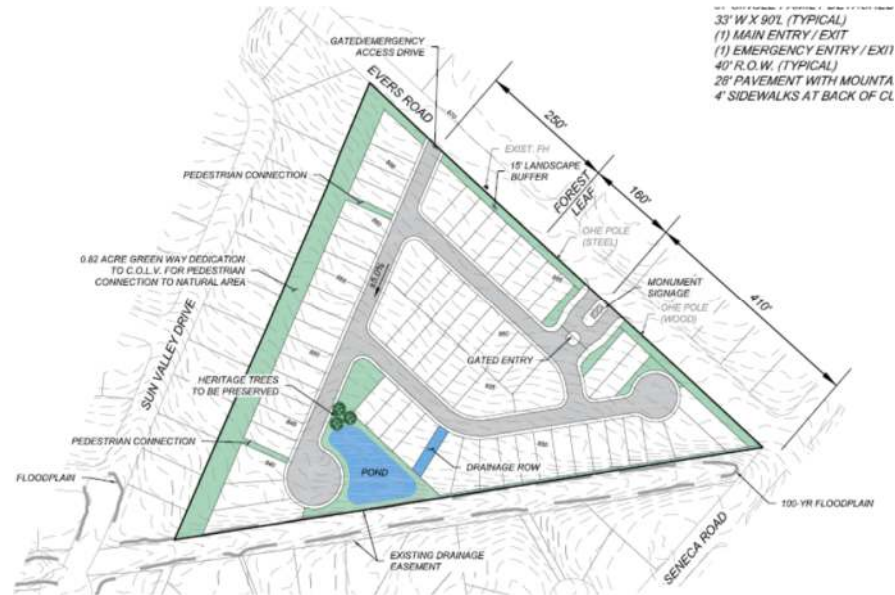 33' W X 90'L (TYPICAL)
(1) MAIN ENTRY / EXIT
(1) EMERGENCY ENTRY / EXIT
40' R.O.W. (TYPICAL)
28' PAVEMENT WITH
4' SIDEWALKS AT BACK OF
GATED/EMERGENCY
ACCESS DRIVE
EVERS ROAD
870
250'
EXIST. FH
15' LANDSCAPE
BUFFER
FOREST
LEAF
160'
PEDESTRIAN CONNECTION
OHE POLE
(STEEL)
0.82 ACRE GREEN WAY DEDICATION
TO C.O.L.V. FOR PEDESTRIAN
CONNECTION TO NATURAL AREA
MONUMENT
SIGNAGE
410'
OHE POLE
(WOOD)
SUN VALLEY DRIVE
GATED ENTRY
HERITAGE TREES
TO BE PRESERVED
PEDESTRIAN CONNECTION
POND
DRAINAGE ROW
FLOODPLAIN
100-YR FLOODPLAIN
EXISTING DRAINAGE
EASEMENT
SENECA ROAD